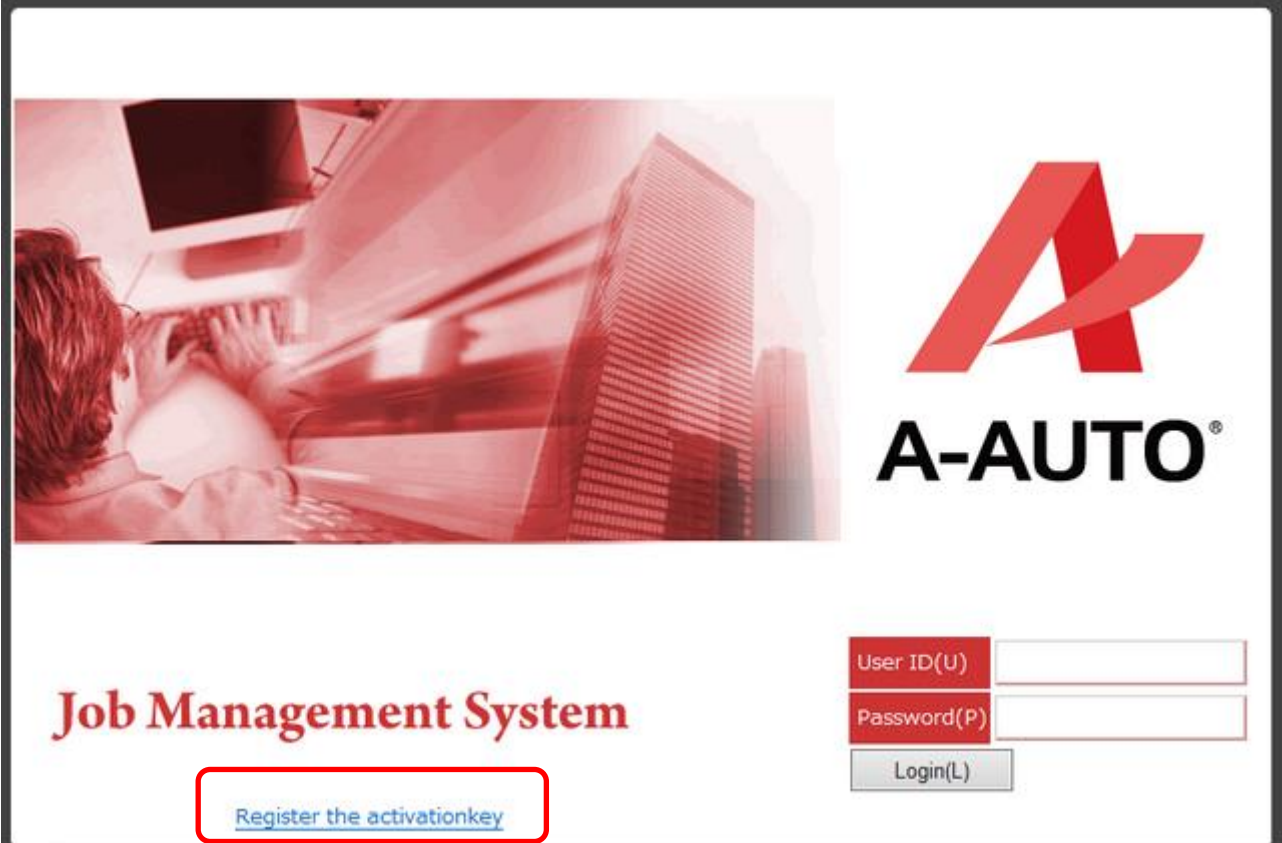 A-AUTO®
User ID(U)
Job Management System
Password(P)
Login(L)
Register the activationkey